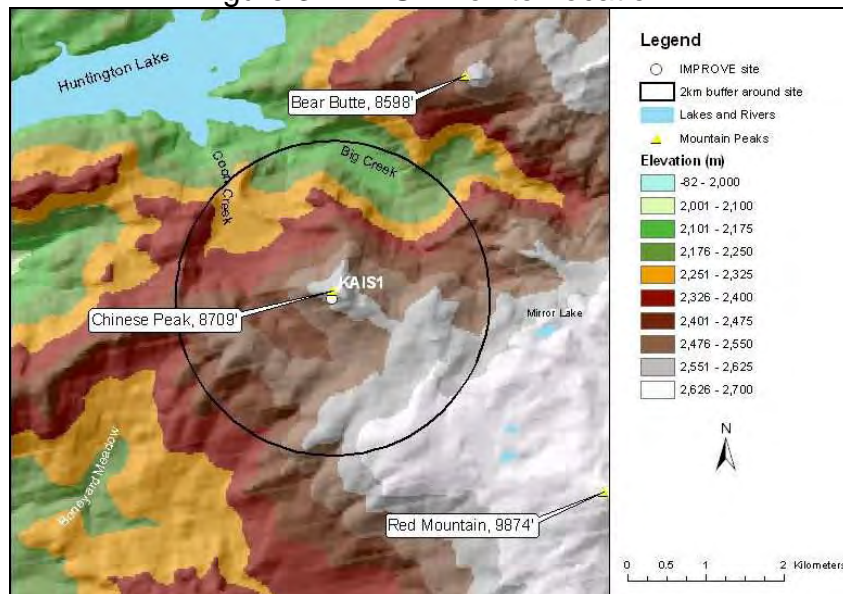 Huntington Lake
Bear Butte, 8598'
Big Creek
Coon Creek
KAIS1
Chinese Peak, 8709'
Mirror Lake
Boneyard Meadow
Red Mountain, 9874'
Legend
IMPROVE site
2km buffer around site
Lakes and Rivers
Mountain Peaks
Elevation (m)
-82 - 2,000
2,001 - 2,100
2,101 - 2,175
2,176 - 2,250
2,251 - 2,325
2,326 - 2,400
2,401 - 2,475
2,476 - 2,550
2,551 - 2,625
2,626 - 2,700
N
0 0.5 1 2 Kilometers